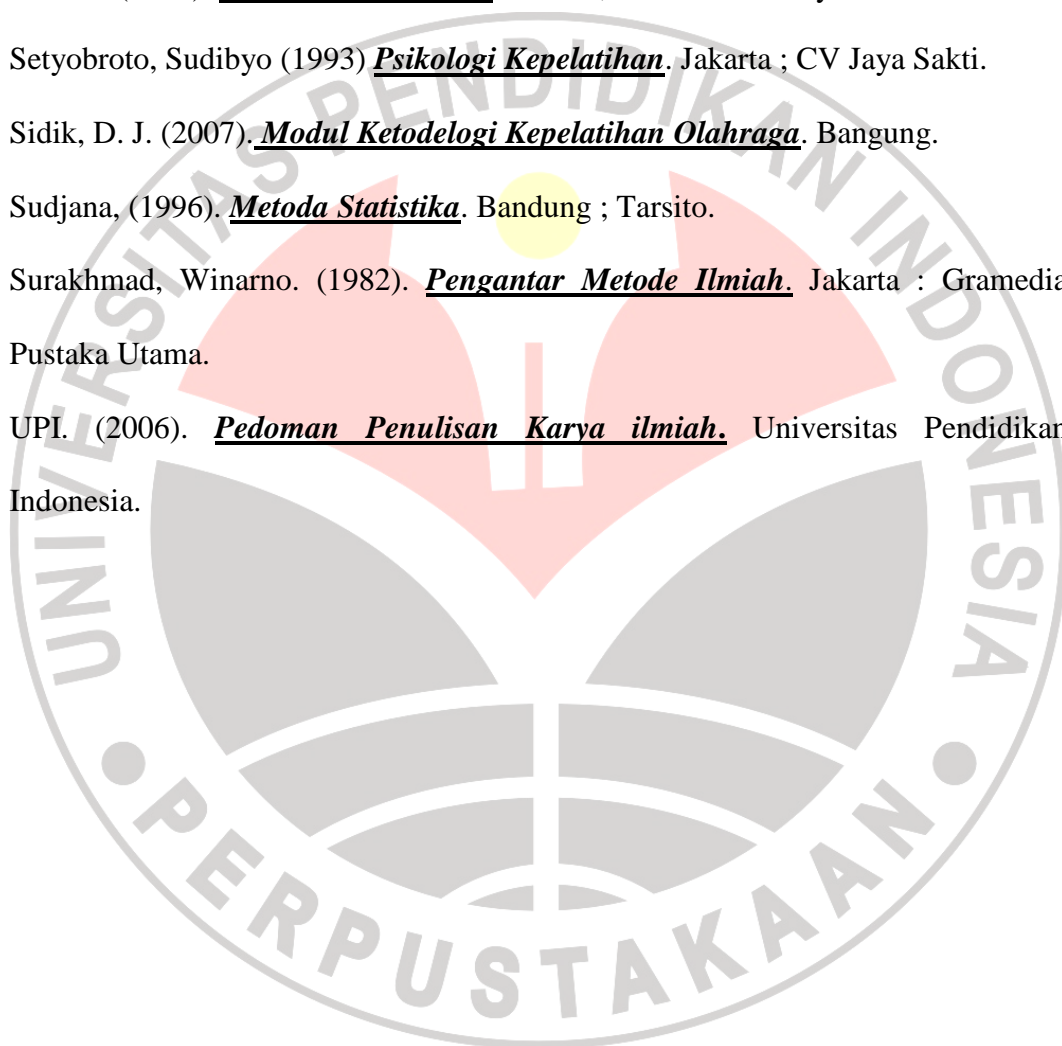 Setyobroto, Sudibyo (1993) Psikologi Kepelatihan. Jakarta ; CV Jaya Sakti.
Sidik, D. J. (2007). Modul Ketodelogi Kepelatihan Olahraga. Bangung.
Sudjana, (1996). Metoda Statistika. Bandung ; Tarsito.
Surakhmad, Winarno. (1982). Pengantar Metode Ilmiah. Jakarta : Gramedia
Pustaka Utama.
UPI. (2006). Pedoman Penulisan Karya ilmiah. Universitas Pendidikan
Indonesia.
UNIVERSITAS PENDIDIKAN INDONESIA
PERPUSTAKAAN